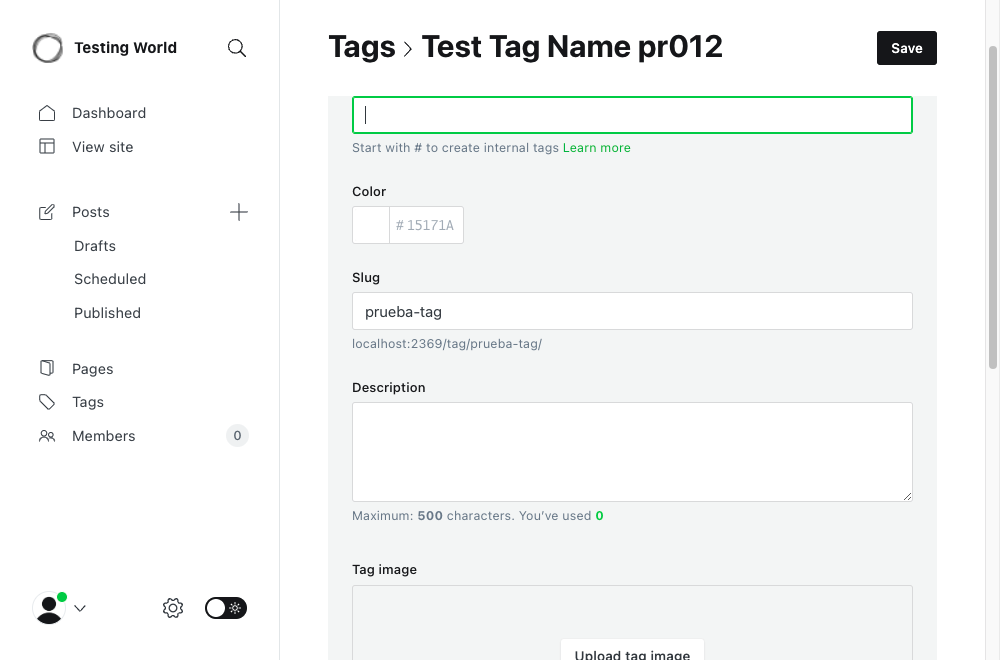 Testing World
Dashboard
View site
Posts
Drafts
Scheduled
Published
Pages
Tags
Members 0
Tags › Test Tag Name pr012
Save
Start with # to create internal tags Learn more
Color
# 15171A
Slug
prueba-tag
localhost:2369/tag/prueba-tag/
Description
Maximum: 500 characters. You’ve used 0
Tag image
Upload tag image